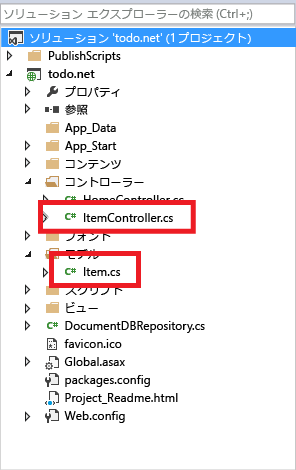 ソリューション エクスプローラーの検索 (Ctrl+;)
ソリューション 'todo.net' (1 プロジェクト)
PublishScripts
todo.net
プロパティ
参照
App_Data
App_Start
コンテンツ
コントローラー
HomeController.cs
ItemController.cs
フォント
モデル
Item.cs
スクリプト
ビュー
DocumentDBRepository.cs
favicon.ico
Global.asax
packages.config
Project_Readme.html
Web.config